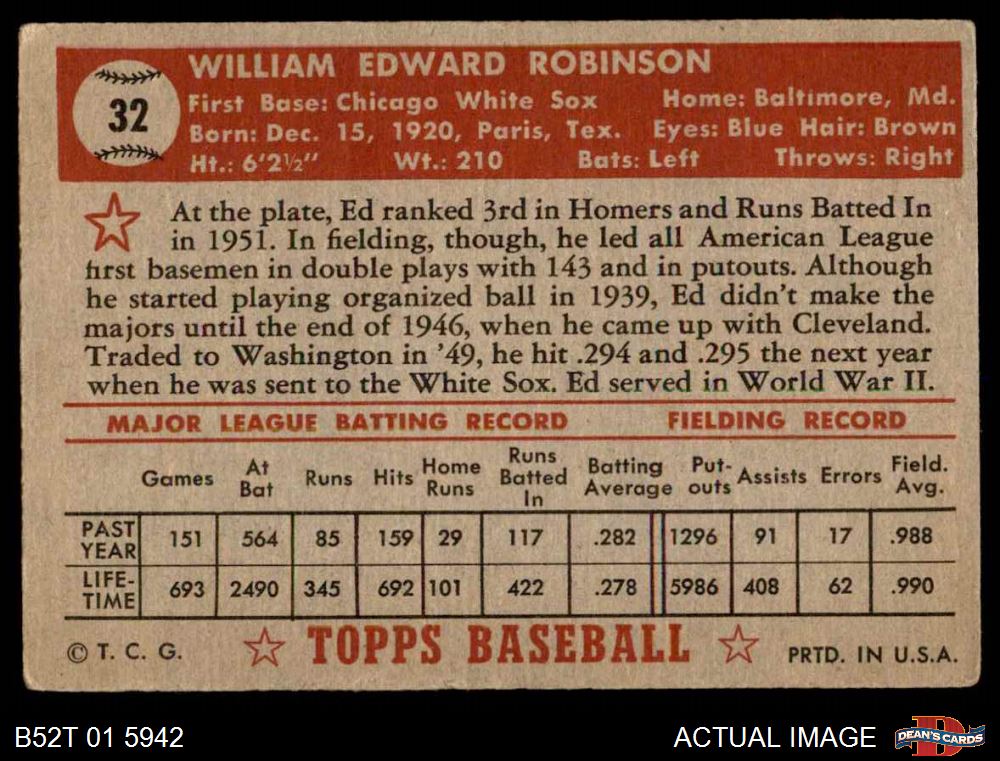 32
WILLIAM EDWARD ROBINSON
First Base: Chicago White Sox Home: Baltimore, Md.
Born: Dec. 15, 1920, Paris, Tex. Eyes: Blue Hair: Brown
Ht.: 6'2½" Wt.: 210 Bats: Left Throws: Right
At the plate, Ed ranked 3rd in Homers and Runs Batted In
in 1951. In fielding, though, he led all American League
first basemen in double plays with 143 and in putouts. Although
he started playing organized ball in 1939, Ed didn't make the
majors until the end of 1946, when he came up with Cleveland.
Traded to Washington in '49, he hit .294 and .295 the next year
when he was sent to the White Sox. Ed served in World War II.
MAJOR LEAGUE BATTING RECORD FIELDING RECORD
Games At Bat Runs Hits Home Runs Runs Batted In Batting Average Put-outs Assists Errors Field. Avg.
PAST YEAR 151 564 85 159 29 117 .282 1296 91 17 .988
LIFE-TIME 693 2490 345 692 101 422 .278 5986 408 62 .990
© T. C. G. TOPPS BASEBALL PRTD. IN U.S.A.
B52T 01 5942 ACTUAL IMAGE D DEAN'S CARDS